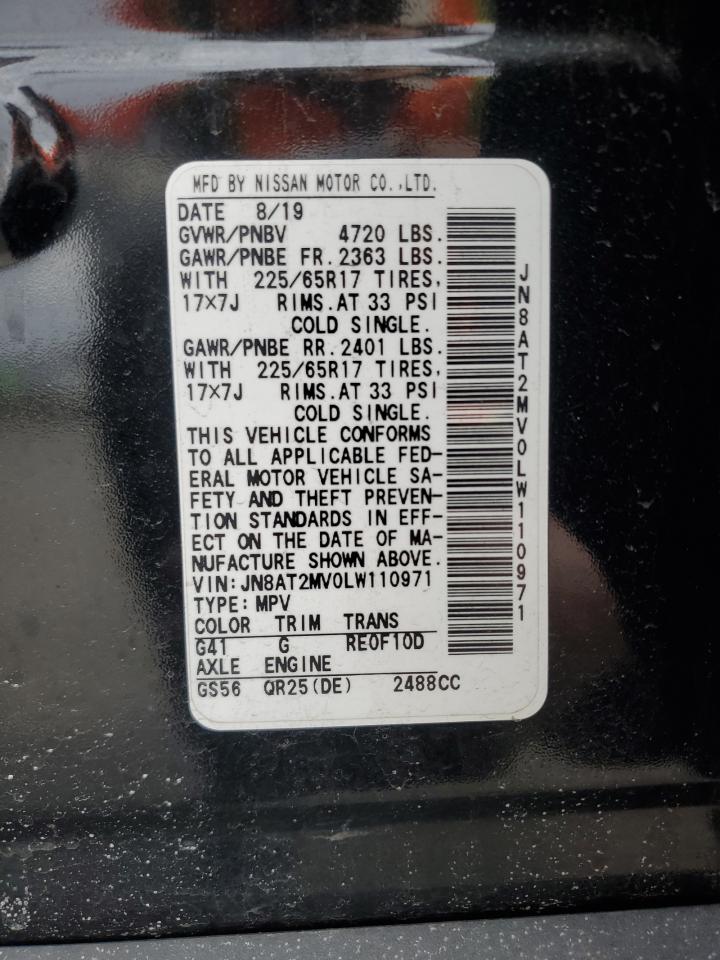 MFD BY NISSAN MOTOR CO.,LTD.
DATE 8/19
GVWR/PNBV 4720 LBS.
GAWR/PNBE FR. 2363 LBS.
WITH 225/65R17 TIRES,
17×7J RIMS.AT 33 PSI
COLD SINGLE.
GAWR/PNBE RR. 2401 LBS.
WITH 225/65R17 TIRES,
17×7J RIMS.AT 33 PSI
COLD SINGLE.
THIS VEHICLE CONFORMS
TO ALL APPLICABLE FED-
ERAL MOTOR VEHICLE SA-
FETY AND THEFT PREVEN-
TION STANDARDS IN EFF-
ECT ON THE DATE OF MA-
NUFACTURE SHOWN ABOVE.
VIN:JN8AT2MV0LW110971
TYPE:MPV
COLOR TRIM TRANS
G41 G RE0F10D
AXLE ENGINE
GS56 QR25(DE) 2488CC
JN8AT2MV0LW110971